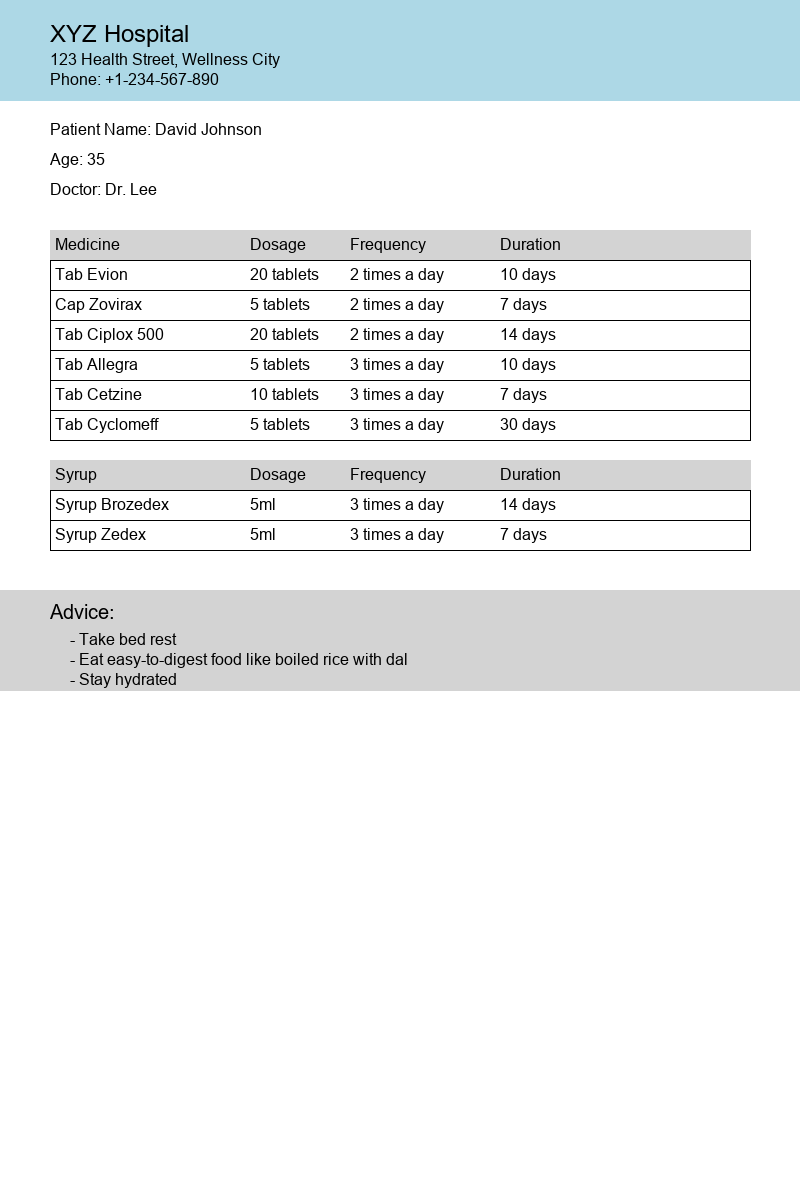 XYZ Hospital
123 Health Street, Wellness City
Phone: +1-234-567-890
Patient Name: David Johnson
Age: 35
Doctor: Dr. Lee
Medicine Dosage Frequency Duration
Tab Evion 20 tablets 2 times a day 10 days
Cap Zovirax 5 tablets 2 times a day 7 days
Tab Ciplox 500 20 tablets 2 times a day 14 days
Tab Allegra 5 tablets 3 times a day 10 days
Tab Cetzine 10 tablets 3 times a day 7 days
Tab Cyclomeff 5 tablets 3 times a day 30 days
Syrup Dosage Frequency Duration
Syrup Brozedex 5ml 3 times a day 14 days
Syrup Zedex 5ml 3 times a day 7 days
Advice:
- Take bed rest
- Eat easy-to-digest food like boiled rice with dal
- Stay hydrated